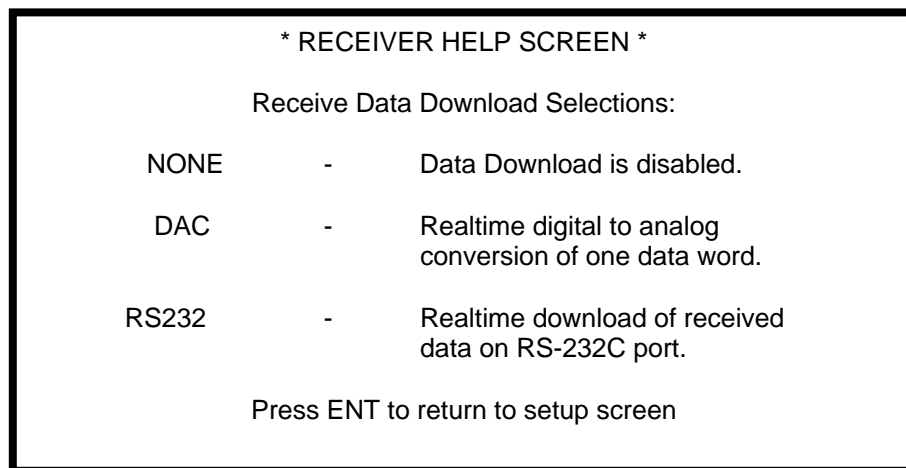 * RECEIVER HELP SCREEN *
Receive Data Download Selections:
NONE - Data Download is disabled.
DAC - Realtime digital to analog
conversion of one data word.
RS232 - Realtime download of received
data on RS-232C port.
Press ENT to return to setup screen